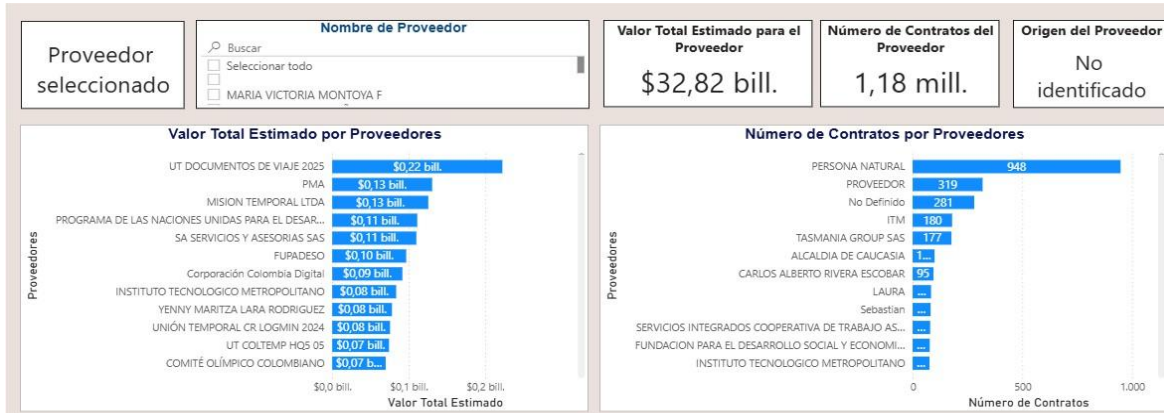 Proveedor
seleccionado
Nombre de Proveedor
Buscar
Seleccionar todo
MARIA VICTORIA MONTOYA F
Valor Total Estimado para el
Proveedor
$32,82 bill.
Número de Contratos del
Proveedor
1,18 mill.
Origen del Proveedor
No
identificado
Valor Total Estimado por Proveedores
Proveedores
UT DOCUMENTOS DE VIAJE 2025 $0,22 bill.
PMA $0,13 bill.
MISION TEMPORAL LTDA $0,13 bill.
PROGRAMA DE LAS NACIONES UNIDAS PARA EL DESAR... $0,11 bill.
SA SERVICIOS Y ASESORIAS SAS $0,11 bill.
FUPADESO $0,10 bill.
Corporación Colombia Digital $0,09 bill.
INSTITUTO TECNOLOGICO METROPOLITANO $0,08 bill.
YENNY MARITZA LARA RODRIGUEZ $0,08 bill.
UNIÓN TEMPORAL CR LOGMIN 2024 $0,08 bill.
UT COLTEMP HQ5 05 $0,07 bill.
COMITÉ OLÍMPICO COLOMBIANO $0,07 b...
$0,0 bill. $0,1 bill. $0,2 bill.
Valor Total Estimado
Número de Contratos por Proveedores
Proveedores
PERSONA NATURAL 948
PROVEEDOR 319
No Definido 281
ITM 180
TASMANIA GROUP SAS 177
ALCALDIA DE CAUCASIA 1...
CARLOS ALBERTO RIVERA ESCOBAR 95
LAURA ...
Sebastian ...
SERVICIOS INTEGRADOS COOPERATIVA DE TRABAJO AS... ...
FUNDACION PARA EL DESARROLLO SOCIAL Y ECONOMI... ...
INSTITUTO TECNOLOGICO METROPOLITANO ...
0 500 1.000
Número de Contratos